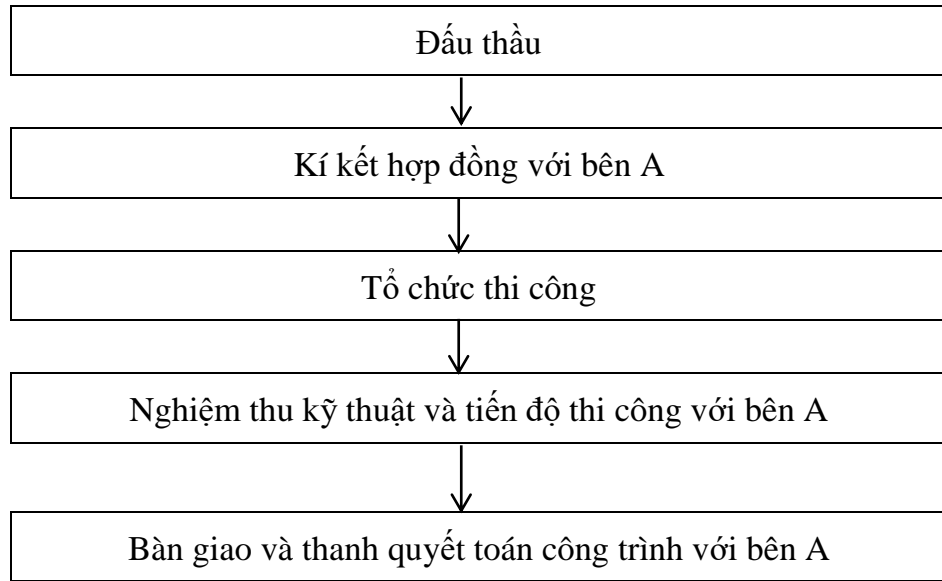 Đấu thầu
Kí kết hợp đồng với bên A
Tổ chức thi công
Nghiệm thu kỹ thuật và tiến độ thi công với bên A
Bàn giao và thanh quyết toán công trình với bên A